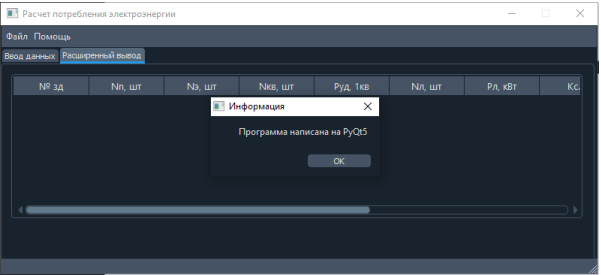 Расчет потребления электроэнергии
Файл Помощь
Ввод данных Расширенный вывод
№ зд Nп, шт Nэ, шт Nкв, шт Руд, 1кв Nл, шт Рл, кВт Кс.
Информация
Программа написана на PyQt5
OK